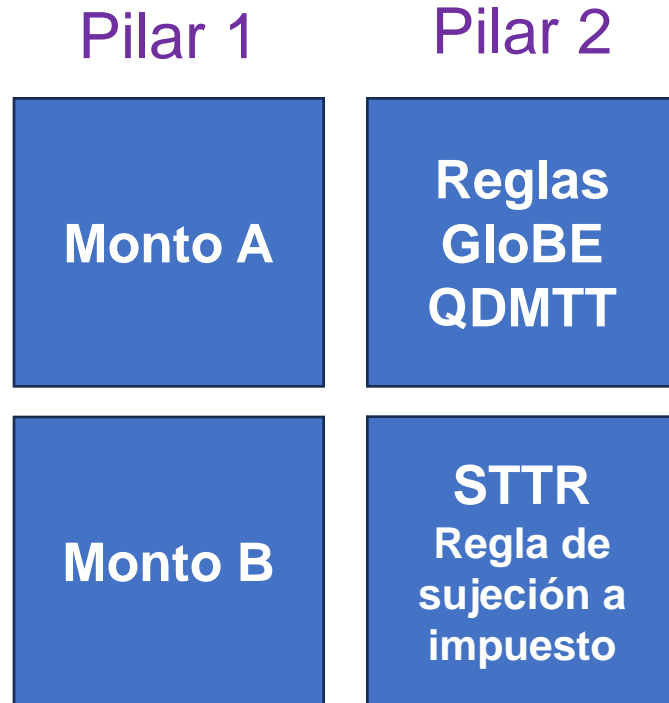 Pilar 1
Pilar 2
Monto A
Reglas
GloBE
QDMTT
Monto B
STTR
Regla de
sujeción a
impuesto